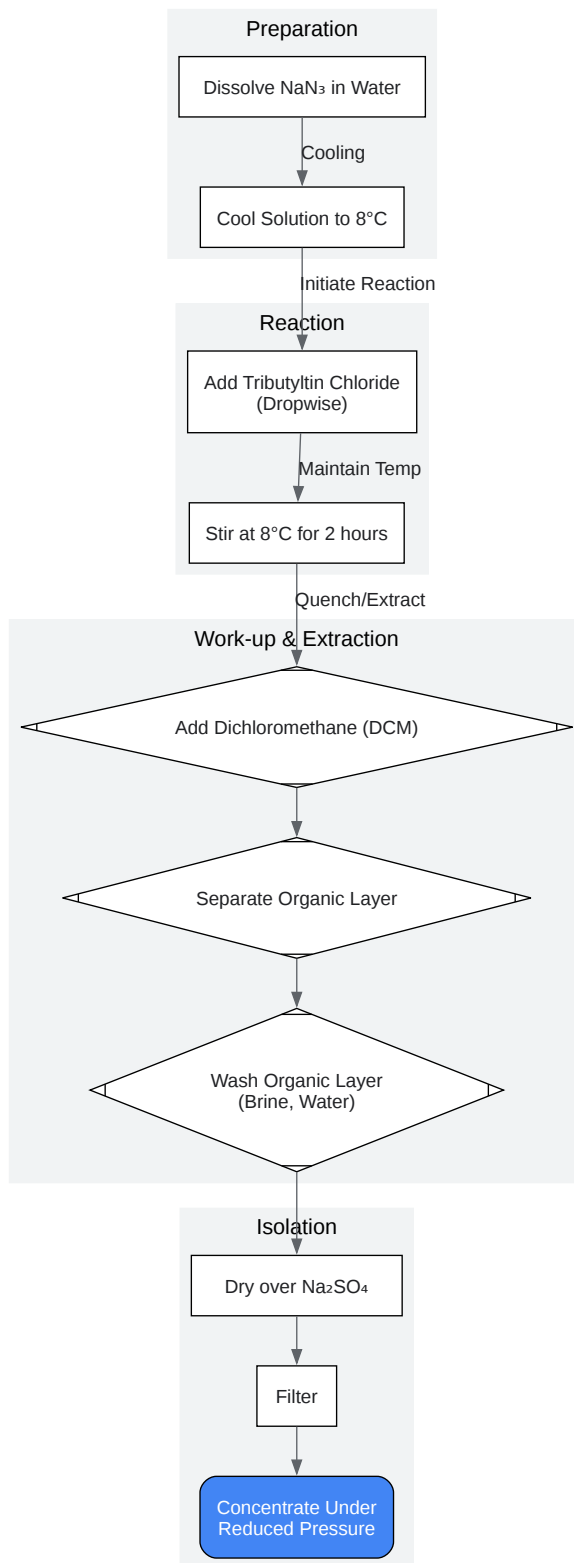 Preparation
Dissolve NaN₃ in Water
Cooling
Cool Solution to 8°C
Initiate Reaction
Reaction
Add Tributyltin Chloride
(Dropwise)
Maintain Temp
Stir at 8°C for 2 hours
Quench/Extract
Work-up & Extraction
Add Dichloromethane (DCM)
Separate Organic Layer
Wash Organic Layer
(Brine, Water)
Isolation
Dry over Na₂SO₄
Filter
Concentrate Under
Reduced Pressure